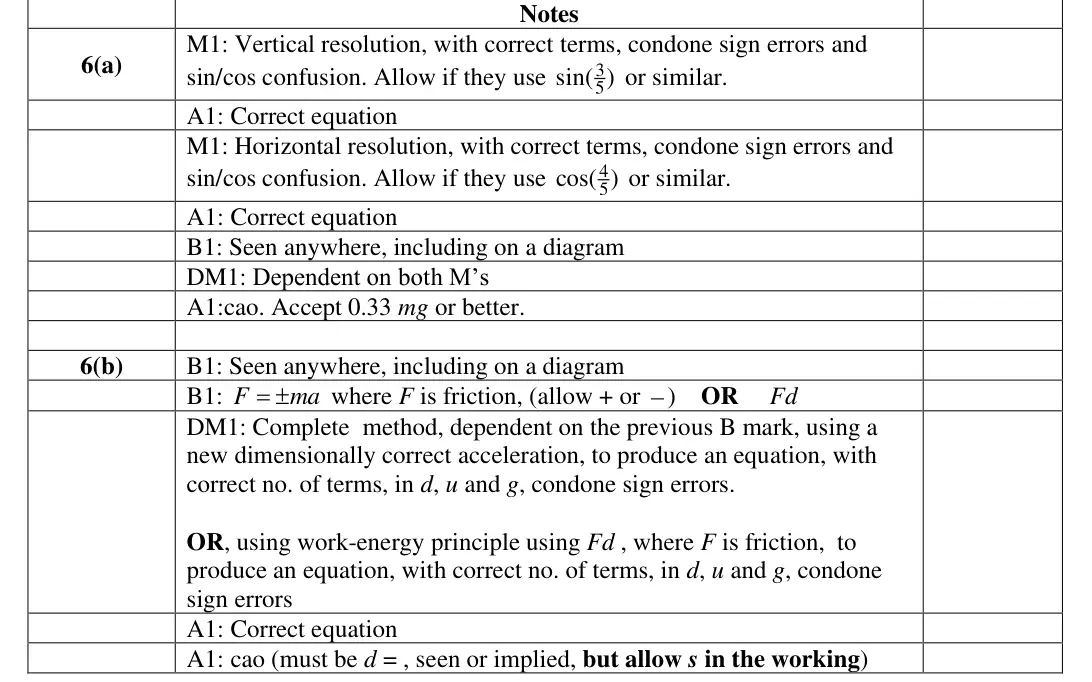 Notes
6(a)
M1: Vertical resolution, with correct terms, condone sign errors and
sin/cos confusion. Allow if they use sin(3/5) or similar.
A1: Correct equation
M1: Horizontal resolution, with correct terms, condone sign errors and
sin/cos confusion. Allow if they use cos(4/5) or similar.
A1: Correct equation
B1: Seen anywhere, including on a diagram
DM1: Dependent on both M’s
A1:cao. Accept 0.33 mg or better.
6(b)
B1: Seen anywhere, including on a diagram
B1: F = ±ma where F is friction, (allow + or –) OR Fd
DM1: Complete method, dependent on the previous B mark, using a
new dimensionally correct acceleration, to produce an equation, with
correct no. of terms, in d, u and g, condone sign errors.
OR, using work-energy principle using Fd , where F is friction, to
produce an equation, with correct no. of terms, in d, u and g, condone
sign errors
A1: Correct equation
A1: cao (must be d = , seen or implied, but allow s in the working)